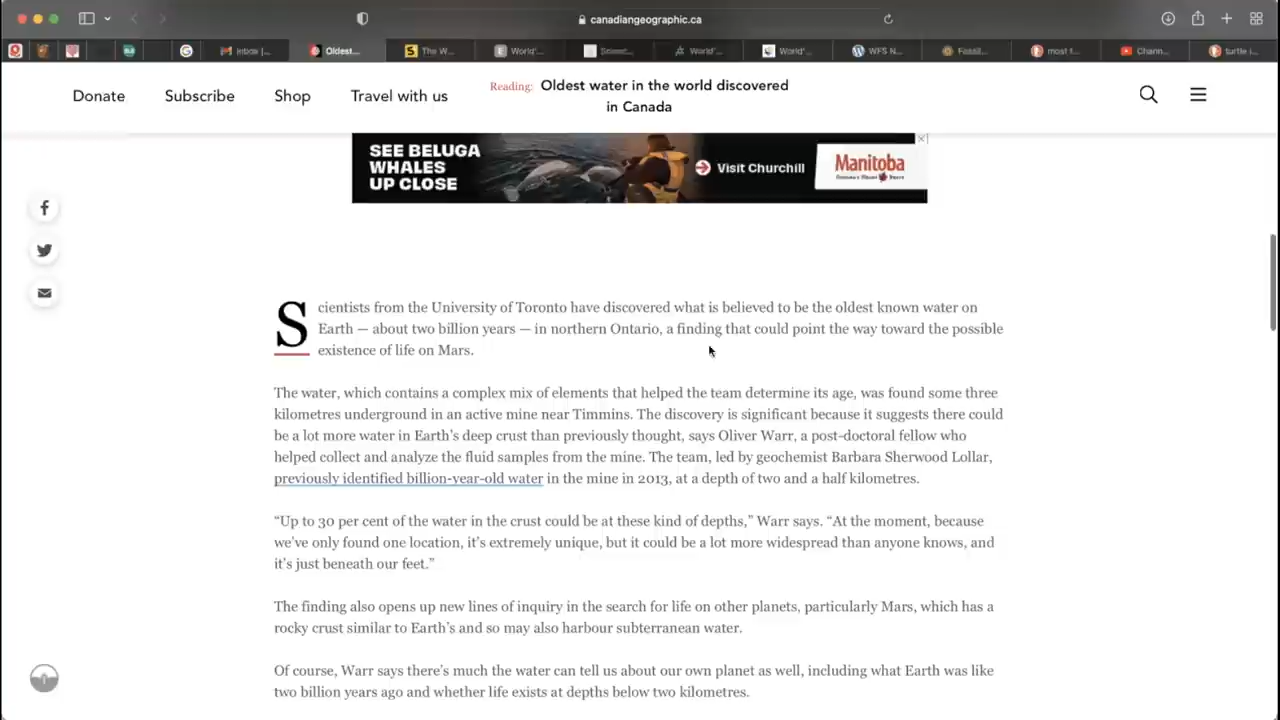 canadiangeographic.ca
Inbox (...
Oldest...
The W...
World'...
Scienti...
World'...
World'...
WFS N...
Fossil...
most f...
Chann...
turtle i...
Donate
Subscribe
Shop
Travel with us
Reading: Oldest water in the world discovered
in Canada
SEE BELUGA
WHALES
UP CLOSE
Visit Churchill
Manitoba
Scientists from the University of Toronto have discovered what is believed to be the oldest known water on
Earth — about two billion years — in northern Ontario, a finding that could point the way toward the possible
existence of life on Mars.
The water, which contains a complex mix of elements that helped the team determine its age, was found some three
kilometres underground in an active mine near Timmins. The discovery is significant because it suggests there could
be a lot more water in Earth’s deep crust than previously thought, says Oliver Warr, a post-doctoral fellow who
helped collect and analyze the fluid samples from the mine. The team, led by geochemist Barbara Sherwood Lollar,
previously identified billion-year-old water in the mine in 2013, at a depth of two and a half kilometres.
“Up to 30 per cent of the water in the crust could be at these kind of depths,” Warr says. “At the moment, because
we’ve only found one location, it’s extremely unique, but it could be a lot more widespread than anyone knows, and
it’s just beneath our feet.”
The finding also opens up new lines of inquiry in the search for life on other planets, particularly Mars, which has a
rocky crust similar to Earth’s and so may also harbour subterranean water.
Of course, Warr says there’s much the water can tell us about our own planet as well, including what Earth was like
two billion years ago and whether life exists at depths below two kilometres.